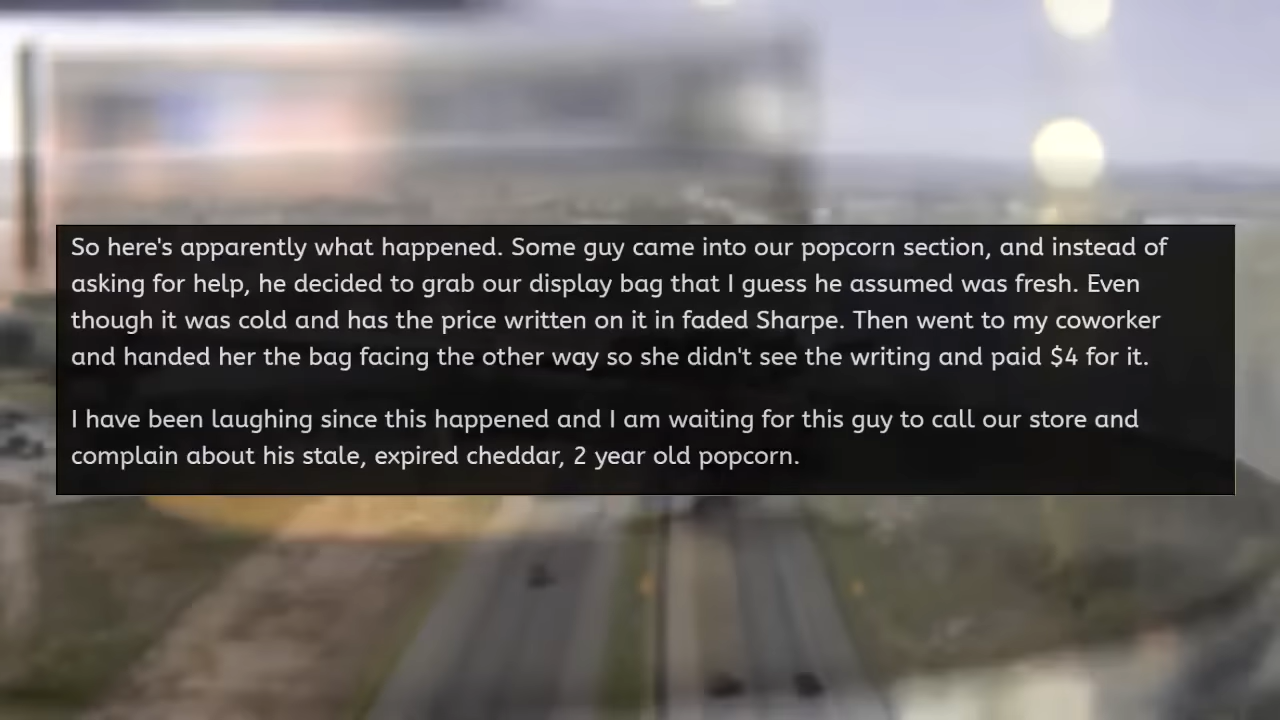 So here's apparently what happened. Some guy came into our popcorn section, and instead of
asking for help, he decided to grab our display bag that I guess he assumed was fresh. Even
though it was cold and has the price written on it in faded Sharpe. Then went to my coworker
and handed her the bag facing the other way so she didn't see the writing and paid $4 for it.
I have been laughing since this happened and I am waiting for this guy to call our store and
complain about his stale, expired cheddar, 2 year old popcorn.